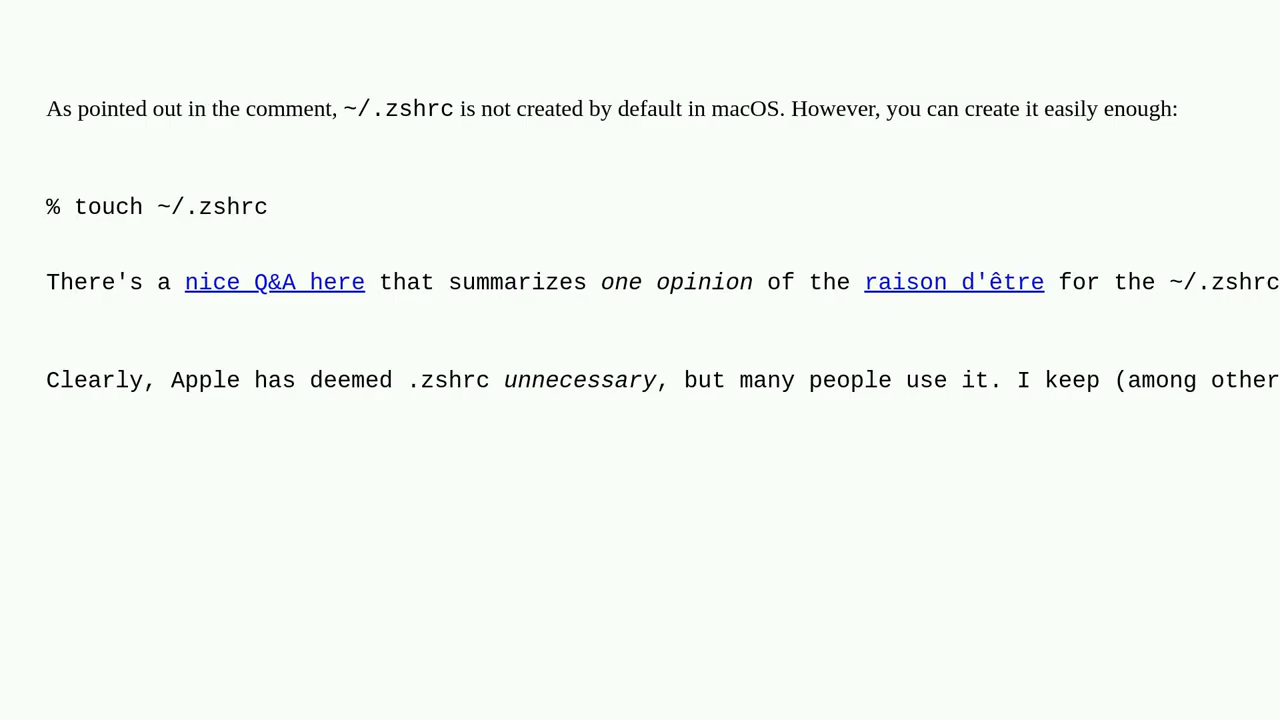 As pointed out in the comment, ~/.zshrc is not created by default in macOS. However, you can create it easily enough:
% touch ~/.zshrc
There's a nice Q&A here that summarizes one opinion of the raison d'être for the ~/.zshrc
Clearly, Apple has deemed .zshrc unnecessary, but many people use it. I keep (among other